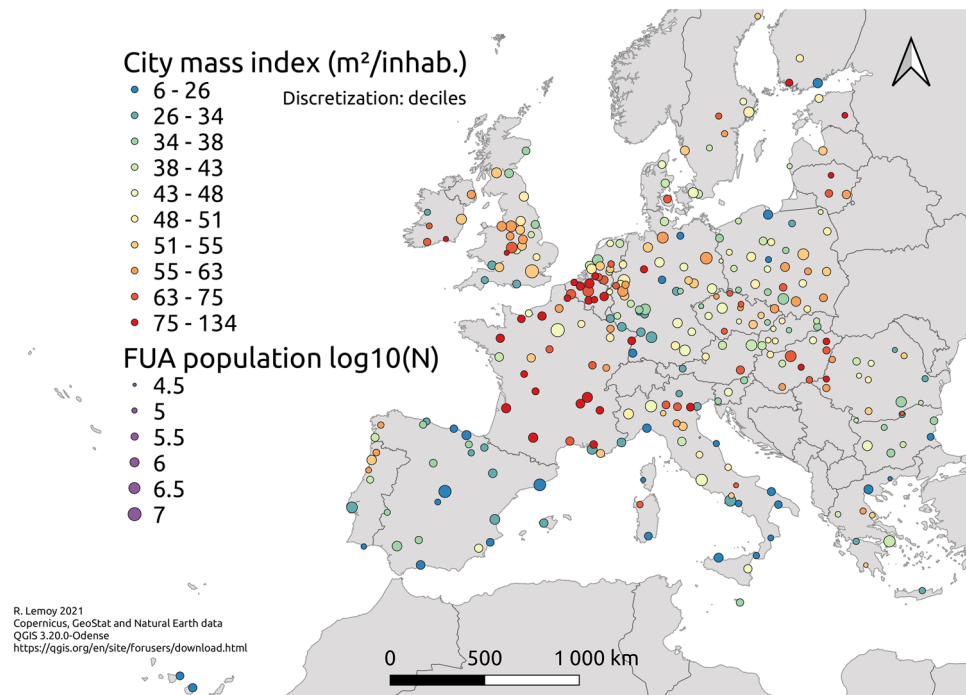 City mass index (m²/inhab.)
Discretization: deciles
6 - 26
26 - 34
34 - 38
38 - 43
43 - 48
48 - 51
51 - 55
55 - 63
63 - 75
75 - 134
FUA population log10(N)
4.5
5
5.5
6
6.5
7
R. Lemoy 2021
Copernicus, GeoStat and Natural Earth data
QGIS 3.20.0-Odense
https://qgis.org/en/site/forusers/download.html
0 500 1 000 km